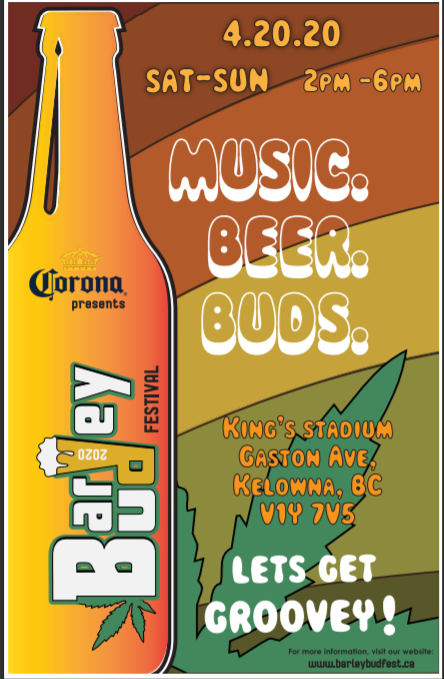 4.20.20
SAT-SUN 2PM -6PM
MUSIC.
BEER.
BUDS.
Corona
presents
Barley
Bud
2020
FESTIVAL
KING'S STADIUM
GASTON AVE,
KELOWNA, BC
V1Y 7V5
LETS GET
GROOVEY!
For more information, visit our website:
www.barleybudfest.ca